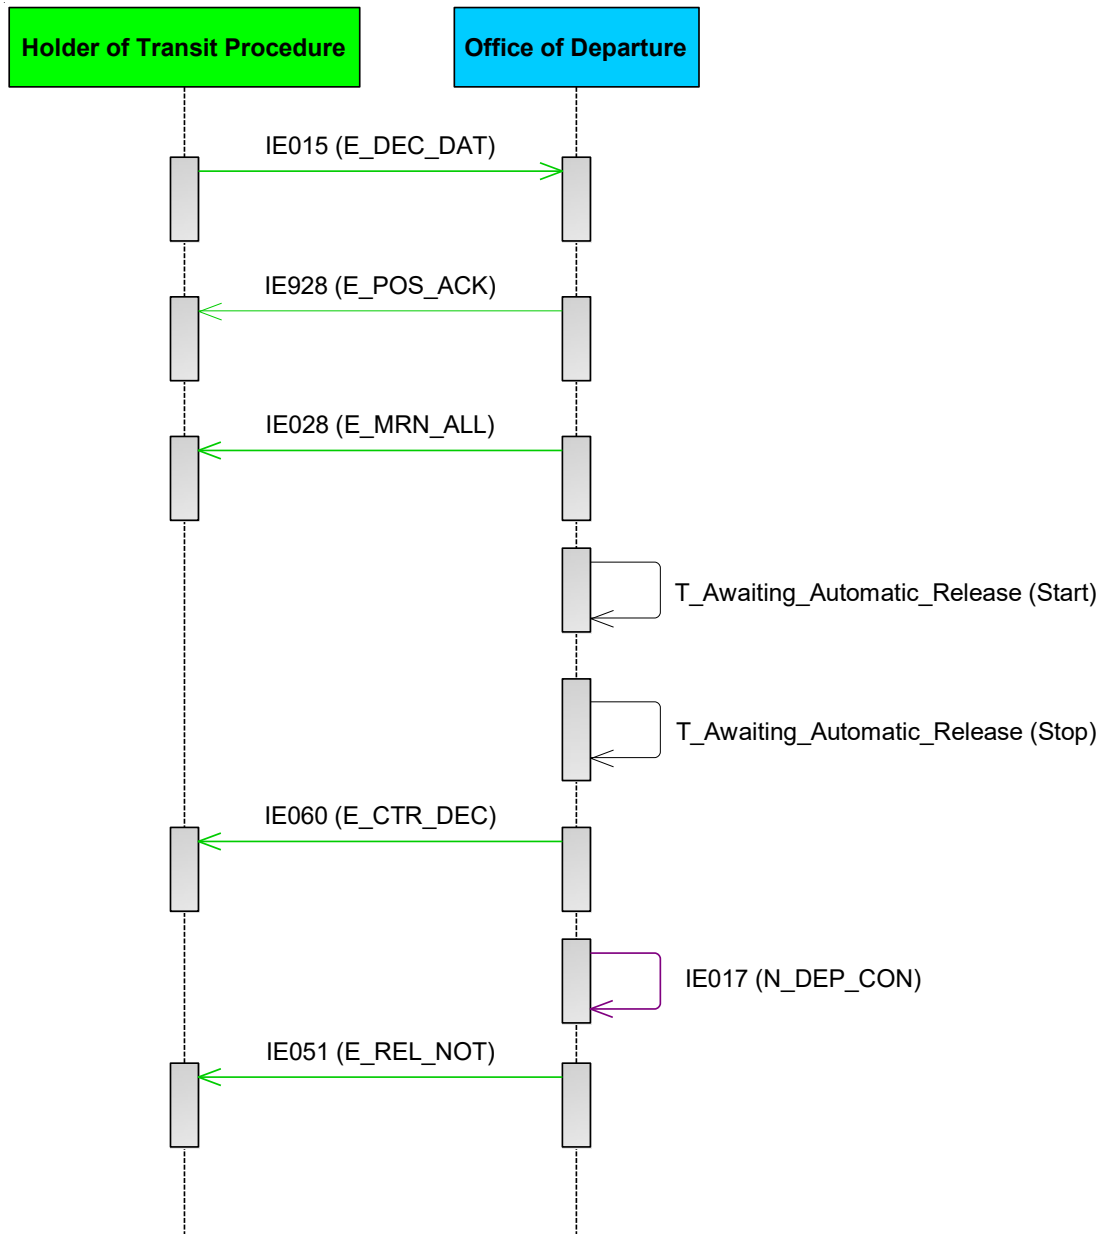 Holder of Transit Procedure
Office of Departure
IE015 (E_DEC_DAT)
IE928 (E_POS_ACK)
IE028 (E_MRN_ALL)
T_Awaiting_Automatic_Release (Start)
T_Awaiting_Automatic_Release (Stop)
IE060 (E_CTR_DEC)
IE017 (N_DEP_CON)
IE051 (E_REL_NOT)